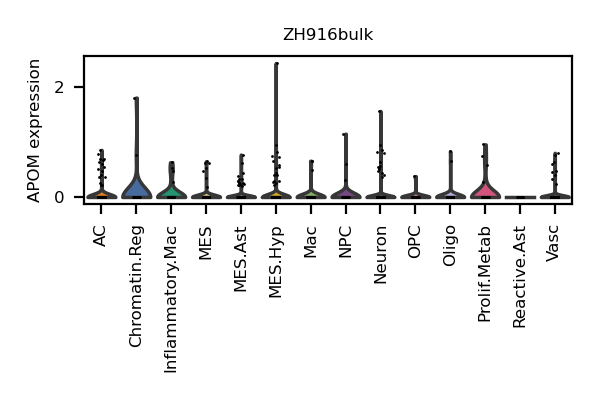 ZH916bulk
APOM expression
2
0
AC
Chromatin.Reg
Inflammatory.Mac
MES
MES.Ast
MES.Hyp
Mac
NPC
Neuron
OPC
Oligo
Prolif.Metab
Reactive.Ast
Vasc